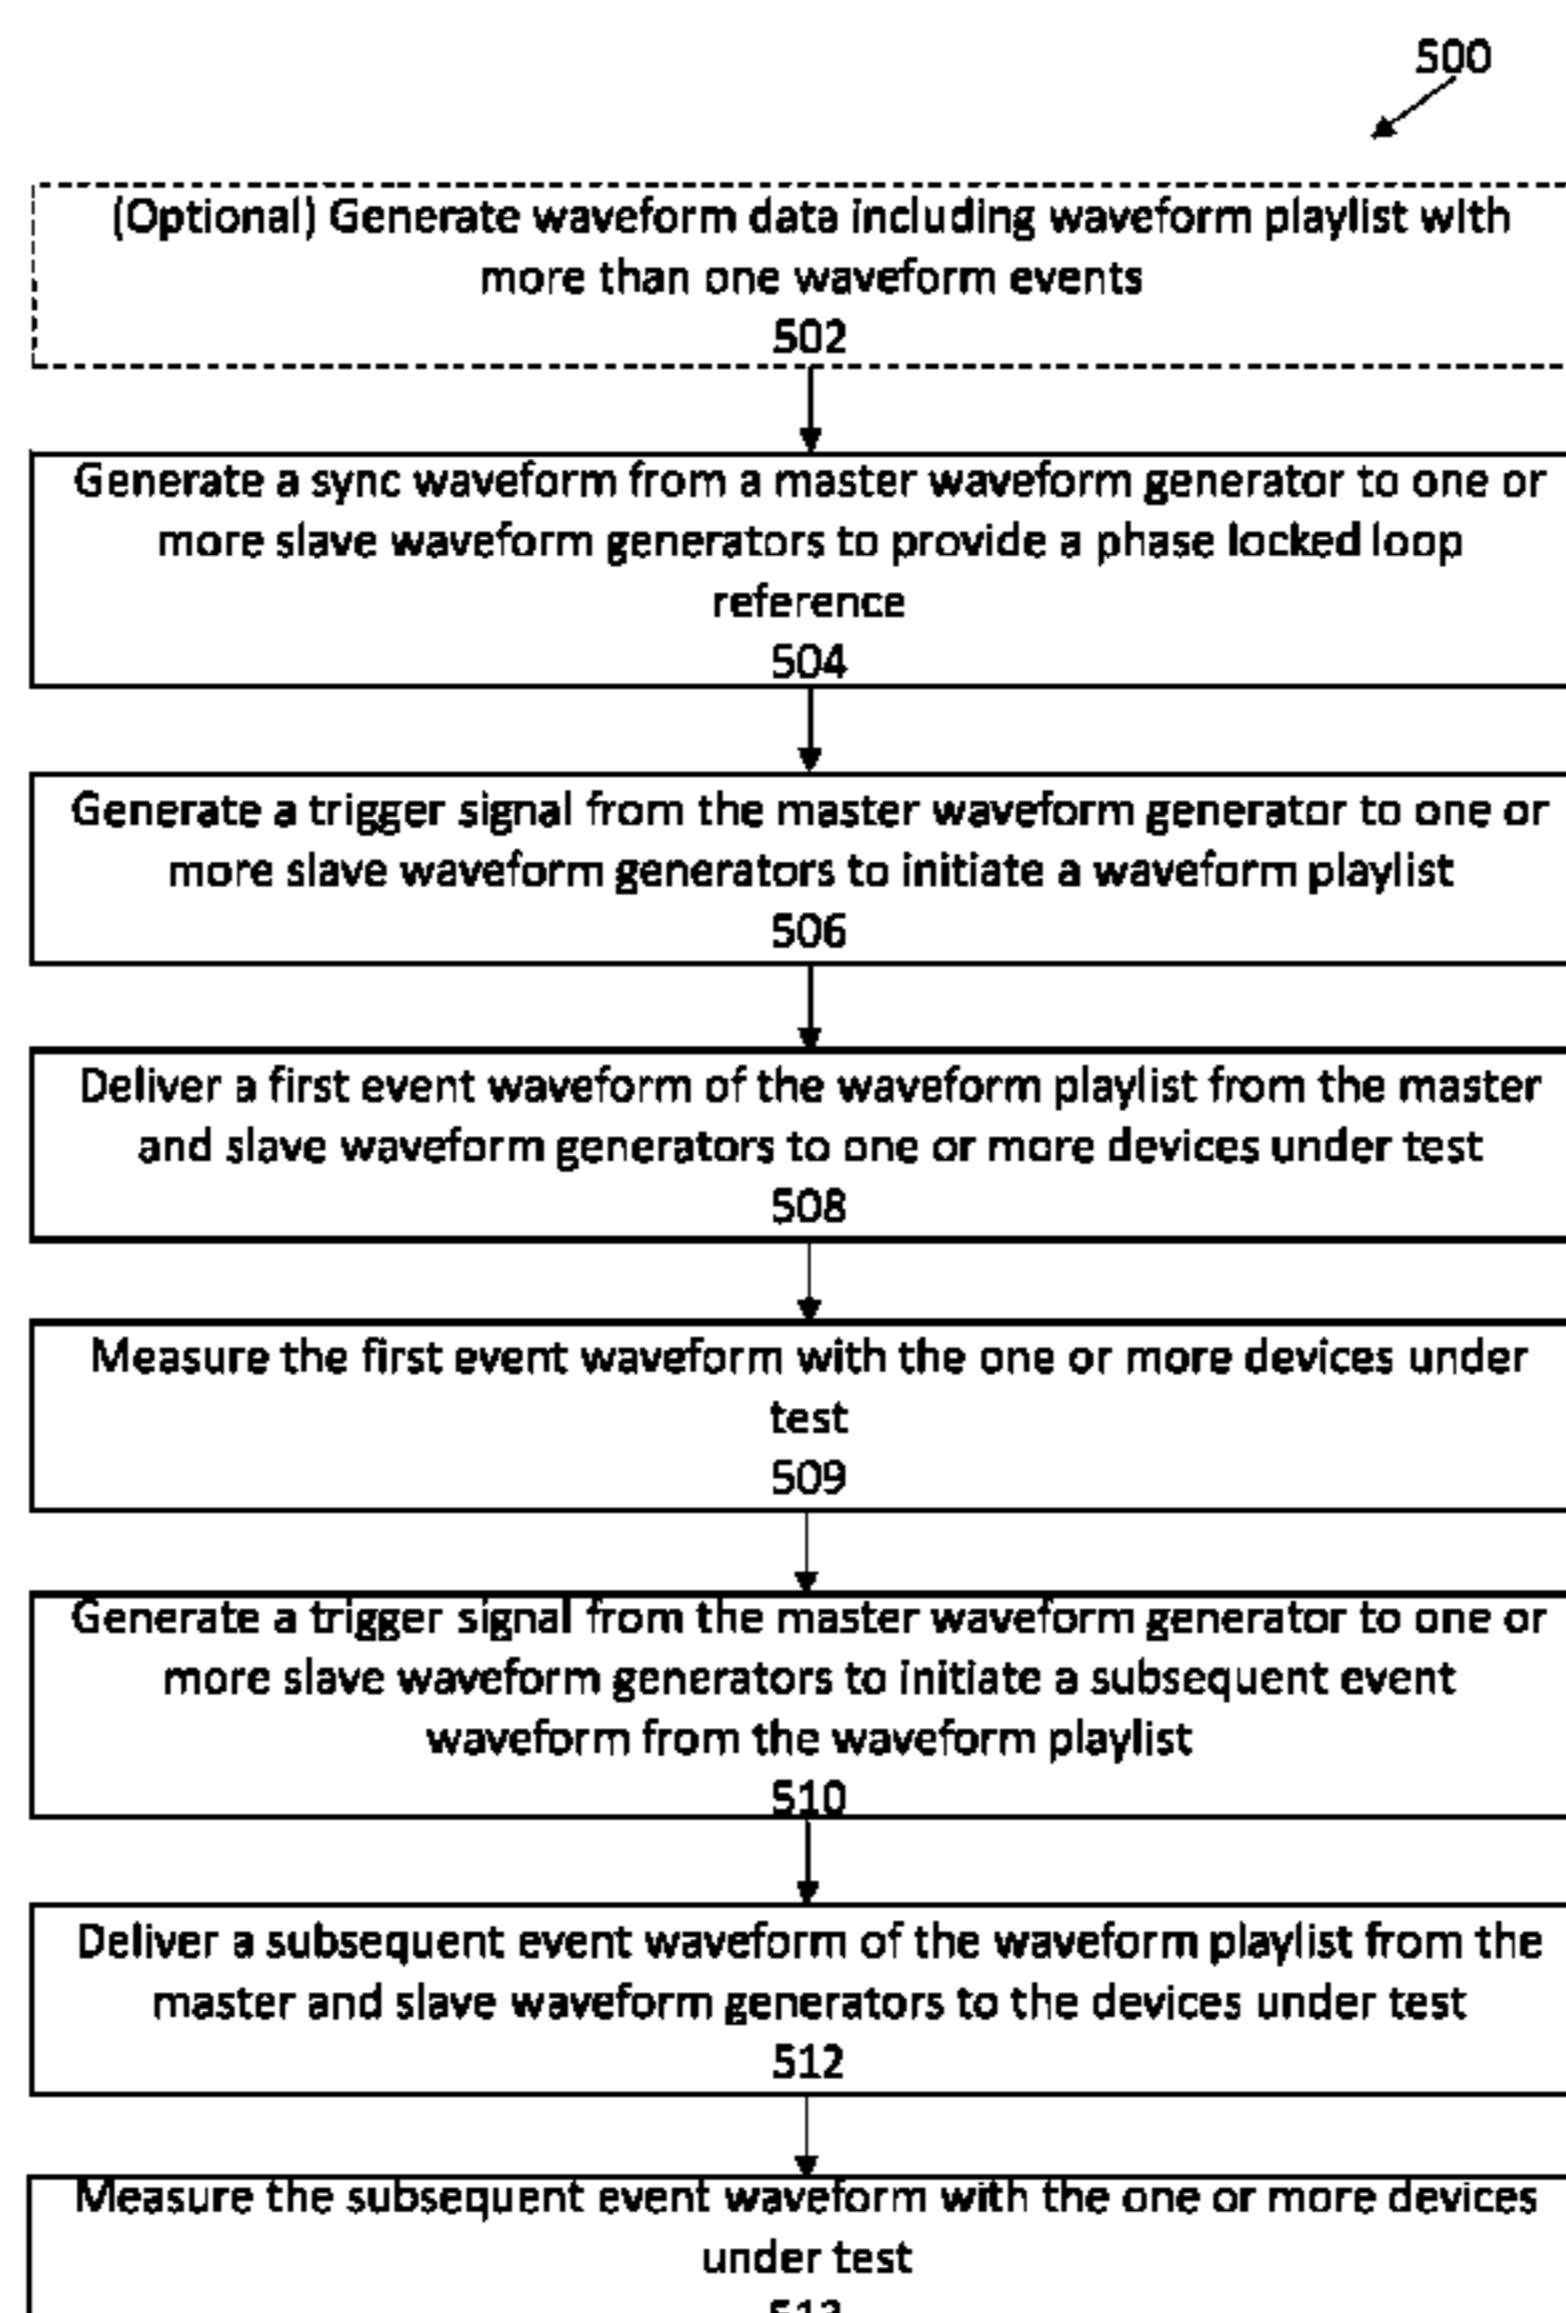 500
(Optional) Generate waveform data including waveform playlist with
more than one waveform events
502
Generate a sync waveform from a master waveform generator to one or
more slave waveform generators to provide a phase locked loop
reference
504
Generate a trigger signal from the master waveform generator to one or
more slave waveform generators to initiate a waveform playlist
506
Deliver a first event waveform of the waveform playlist from the master
and slave waveform generators to one or more devices under test
508
Measure the first event waveform with the one or more devices under
test
509
Generate a trigger signal from the master waveform generator to one or
more slave waveform generators to initiate a subsequent event
waveform from the waveform playlist
510
Deliver a subsequent event waveform of the waveform playlist from the
master and slave waveform generators to the devices under test
512
Measure the subsequent event waveform with the one or more devices
under test
513